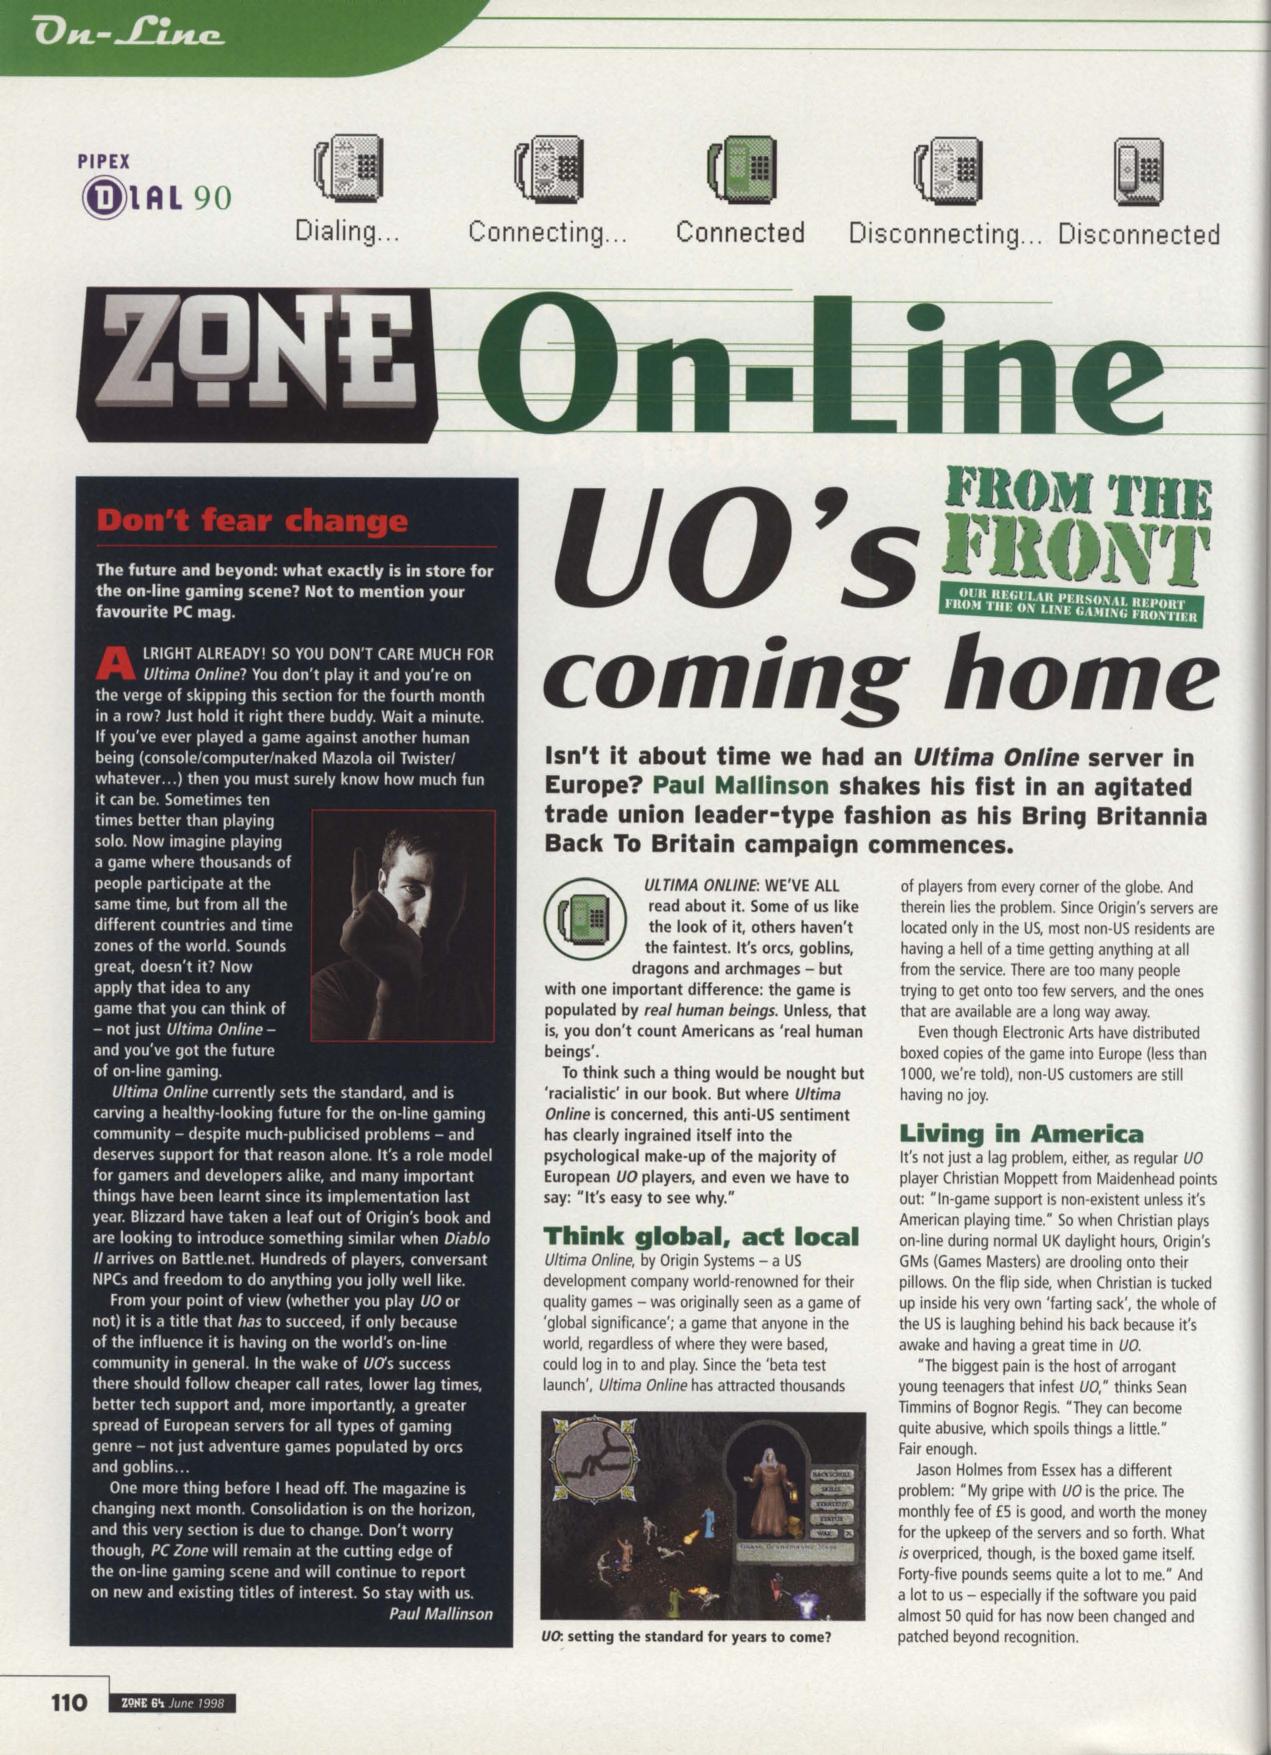 On-Line
PIPEX
DIAL 90
Dialing...
Connecting...
Connected
Disconnecting...
Disconnected
ZONE
On-Line
Don't fear change
The future and beyond: what exactly is in store for
the on-line gaming scene? Not to mention your
favourite PC mag.
ALRIGHT ALREADY! SO YOU DON'T CARE MUCH FOR
Ultima Online? You don't play it and you're on
the verge of skipping this section for the fourth month
in a row? Just hold it right there buddy. Wait a minute.
If you've ever played a game against another human
being (console/computer/naked Mazola oil Twister/
whatever...) then you must surely know how much fun
it can be. Sometimes ten
times better than playing
solo. Now imagine playing
a game where thousands of
people participate at the
same time, but from all the
different countries and time
zones of the world. Sounds
great, doesn't it? Now
apply that idea to any
game that you can think of
– not just Ultima Online –
and you've got the future
of on-line gaming.
Ultima Online currently sets the standard, and is
carving a healthy-looking future for the on-line gaming
community – despite much-publicised problems – and
deserves support for that reason alone. It's a role model
for gamers and developers alike, and many important
things have been learnt since its implementation last
year. Blizzard have taken a leaf out of Origin's book and
are looking to introduce something similar when Diablo
II arrives on Battle.net. Hundreds of players, conversant
NPCs and freedom to do anything you jolly well like.
From your point of view (whether you play UO or
not) it is a title that has to succeed, if only because
of the influence it is having on the world's on-line
community in general. In the wake of UO's success
there should follow cheaper call rates, lower lag times,
better tech support and, more importantly, a greater
spread of European servers for all types of gaming
genre – not just adventure games populated by orcs
and goblins...
One more thing before I head off. The magazine is
changing next month. Consolidation is on the horizon,
and this very section is due to change. Don't worry
though, PC Zone will remain at the cutting edge of
the on-line gaming scene and will continue to report
on new and existing titles of interest. So stay with us.
Paul Mallinson
UO's
coming home
FROM THE
FRONT
OUR REGULAR PERSONAL REPORT
FROM THE ON LINE GAMING FRONTIER
Isn't it about time we had an Ultima Online server in
Europe? Paul Mallinson shakes his fist in an agitated
trade union leader-type fashion as his Bring Britannia
Back To Britain campaign commences.
ULTIMA ONLINE: WE'VE ALL
read about it. Some of us like
the look of it, others haven't
the faintest. It's orcs, goblins,
dragons and archmages – but
with one important difference: the game is
populated by real human beings. Unless, that
is, you don't count Americans as 'real human
beings'.
To think such a thing would be nought but
'racialistic' in our book. But where Ultima
Online is concerned, this anti-US sentiment
has clearly ingrained itself into the
psychological make-up of the majority of
European UO players, and even we have to
say: "It's easy to see why."
Think global, act local
Ultima Online, by Origin Systems – a US
development company world-renowned for their
quality games – was originally seen as a game of
'global significance'; a game that anyone in the
world, regardless of where they were based,
could log in to and play. Since the 'beta test
launch', Ultima Online has attracted thousands
BACKSCROLL
SKILLS
STRATEGY
STATUS
WAR
UO: setting the standard for years to come?
of players from every corner of the globe. And
therein lies the problem. Since Origin's servers are
located only in the US, most non-US residents are
having a hell of a time getting anything at all
from the service. There are too many people
trying to get onto too few servers, and the ones
that are available are a long way away.
Even though Electronic Arts have distributed
boxed copies of the game into Europe (less than
1000, we're told), non-US customers are still
having no joy.
Living in America
It's not just a lag problem, either, as regular UO
player Christian Moppett from Maidenhead points
out: "In-game support is non-existent unless it's
American playing time." So when Christian plays
on-line during normal UK daylight hours, Origin's
GMs (Games Masters) are drooling onto their
pillows. On the flip side, when Christian is tucked
up inside his very own 'farting sack', the whole of
the US is laughing behind his back because it's
awake and having a great time in UO.
"The biggest pain is the host of arrogant
young teenagers that infest UO," thinks Sean
Timmins of Bognor Regis. "They can become
quite abusive, which spoils things a little."
Fair enough.
Jason Holmes from Essex has a different
problem: "My gripe with UO is the price. The
monthly fee of £5 is good, and worth the money
for the upkeep of the servers and so forth. What
is overpriced, though, is the boxed game itself.
Forty-five pounds seems quite a lot to me." And
a lot to us – especially if the software you paid
almost 50 quid for has now been changed and
patched beyond recognition.
110
ZONE 64 June 1998